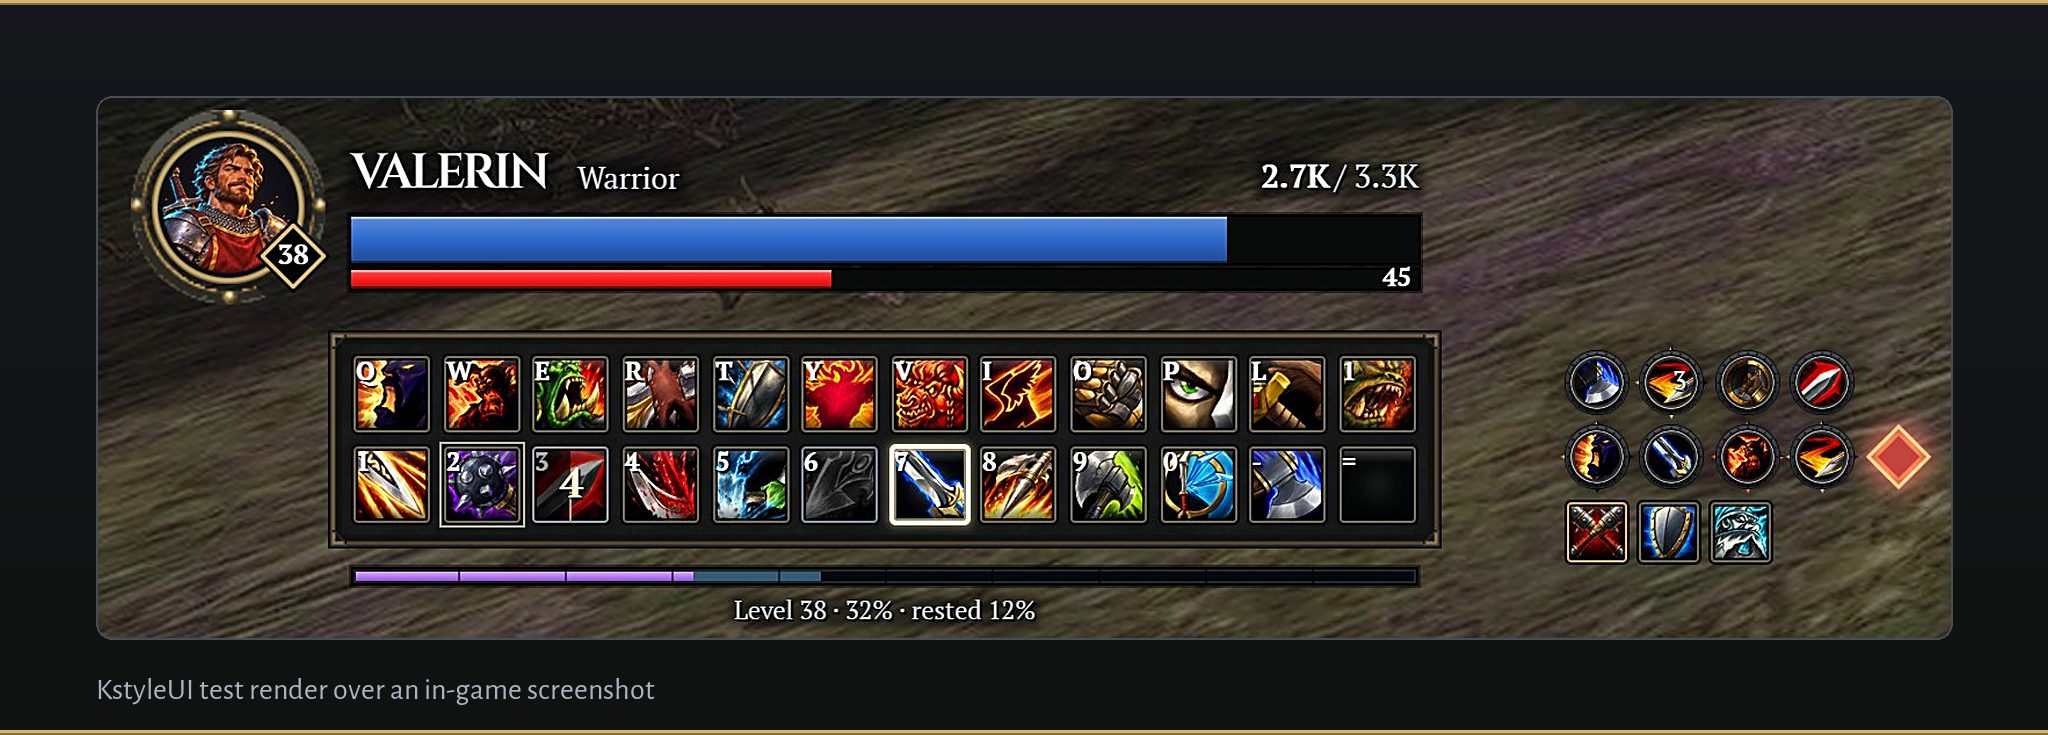 VALERIN Warrior 2.7K / 3.3K
38
45
Q W E R T Y V I O P L 1
1 2 3 4 4 5 6 7 8 9 0 - =
3
Level 38 · 32% · rested 12%
KstyleUI test render over an in-game screenshot